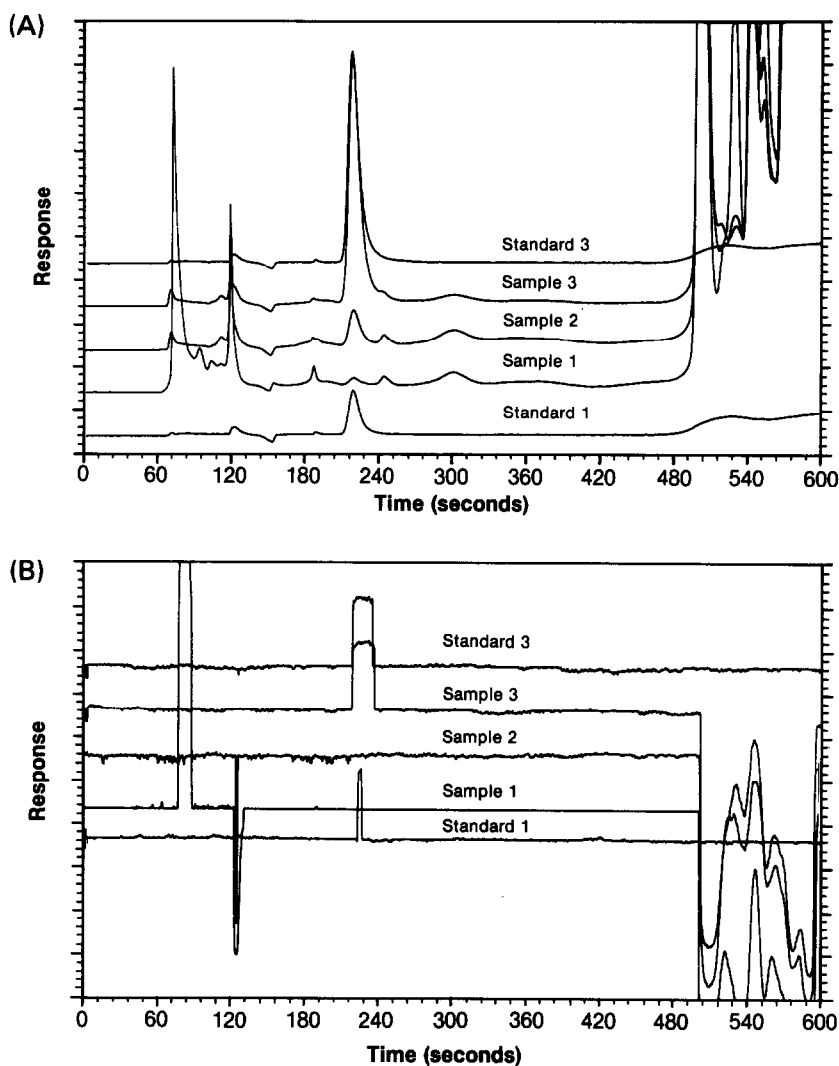 (A)
Response
Standard 3
Sample 3
Sample 2
Sample 1
Standard 1
0 60 120 180 240 300 360 420 480 540 600
Time (seconds)
(B)
Response
Standard 3
Sample 3
Sample 2
Sample 1
Standard 1
0 60 120 180 240 300 360 420 480 540 600
Time (seconds)